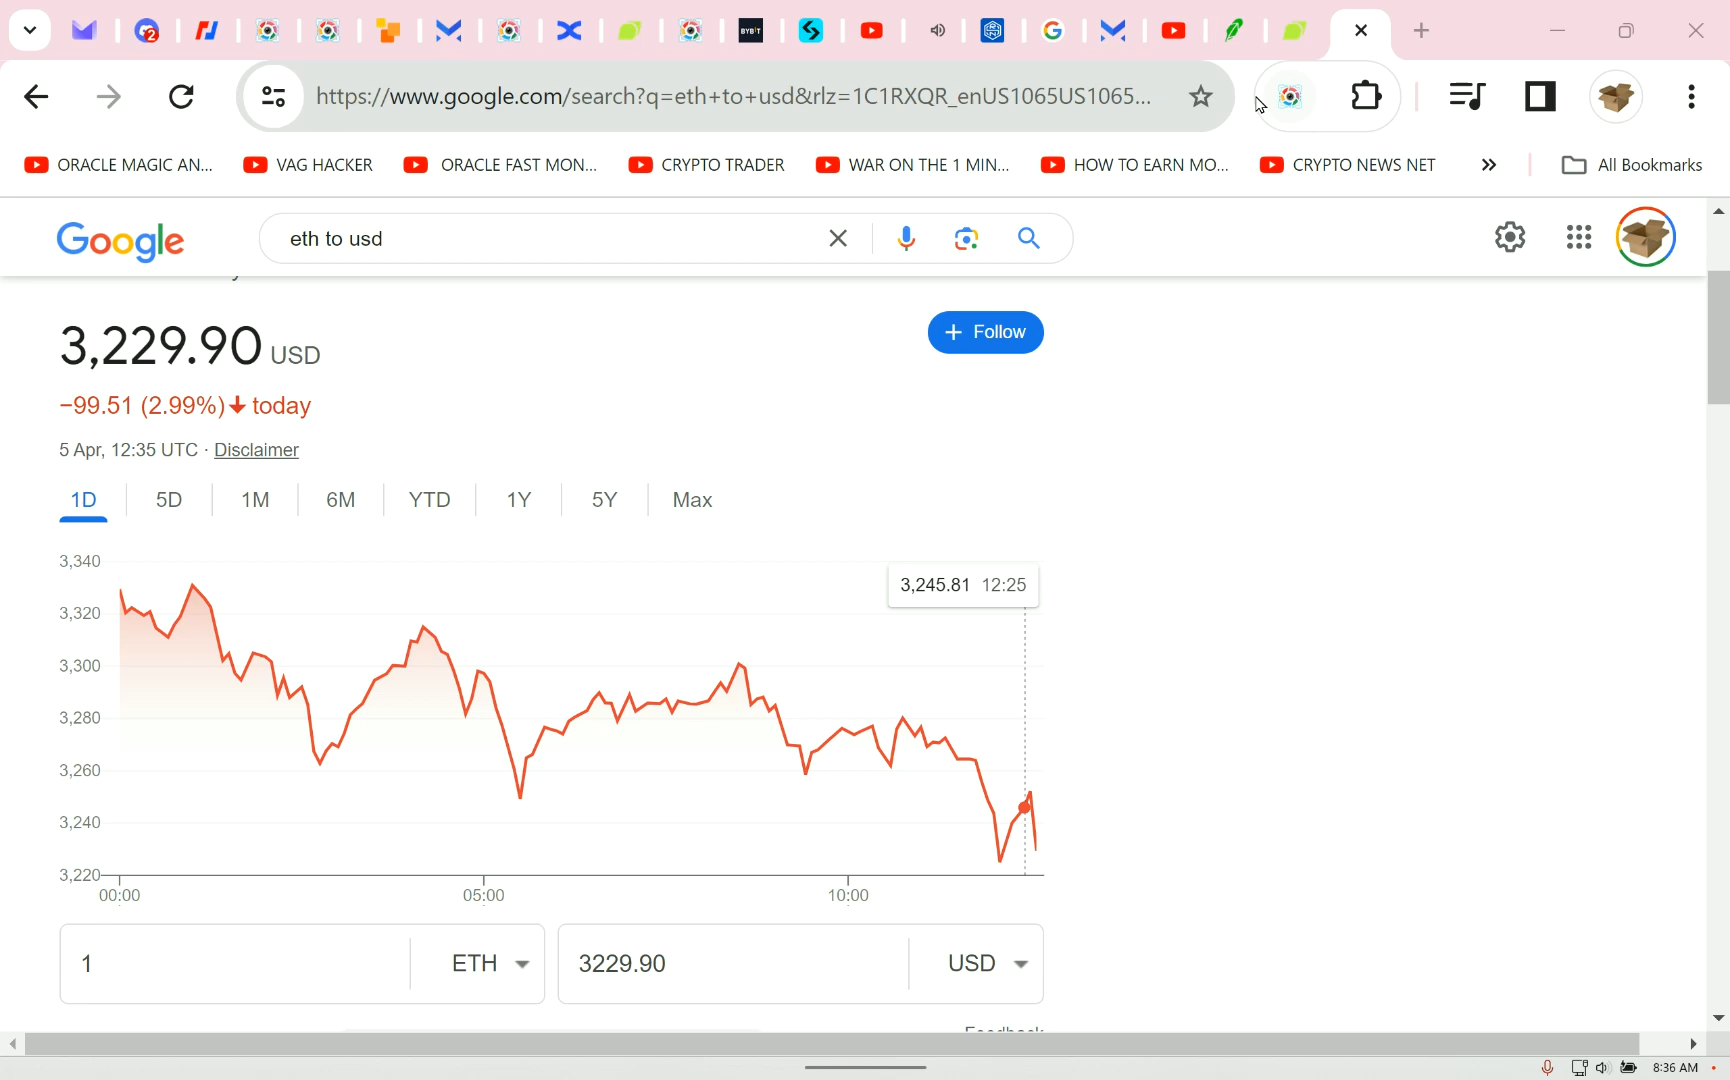 2
BYBIT
https://www.google.com/search?q=eth+to+usd&rlz=1C1RXQR_enUS1065US1065...
ORACLE MAGIC AN... VAG HACKER ORACLE FAST MON... CRYPTO TRADER WAR ON THE 1 MIN... HOW TO EARN MO... CRYPTO NEWS NET » All Bookmarks
Google eth to usd
3,229.90 USD
+ Follow
−99.51 (2.99%) today
5 Apr, 12:35 UTC · Disclaimer
1D 5D 1M 6M YTD 1Y 5Y Max
3,340
3,245.81 12:25
3,320
3,300
3,280
3,260
3,240
3,220
00:00 05:00 10:00
1 ETH 3229.90 USD
Feedback
8:36 AM